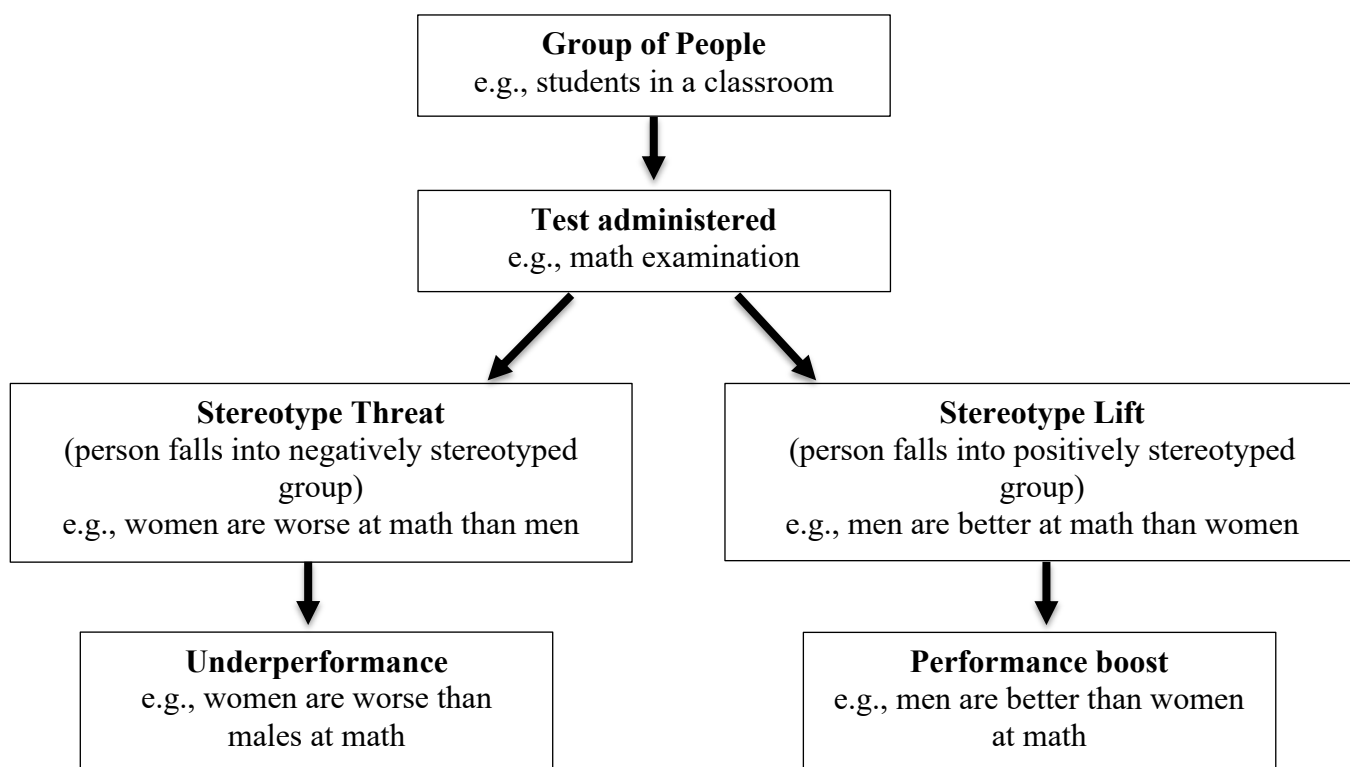 Group of People
e.g., students in a classroom
Test administered
e.g., math examination
Stereotype Threat
(person falls into negatively stereotyped
group)
e.g., women are worse at math than men
Stereotype Lift
(person falls into positively stereotyped
group)
e.g., men are better at math than women
Underperformance
e.g., women are worse than
males at math
Performance boost
e.g., men are better than women
at math